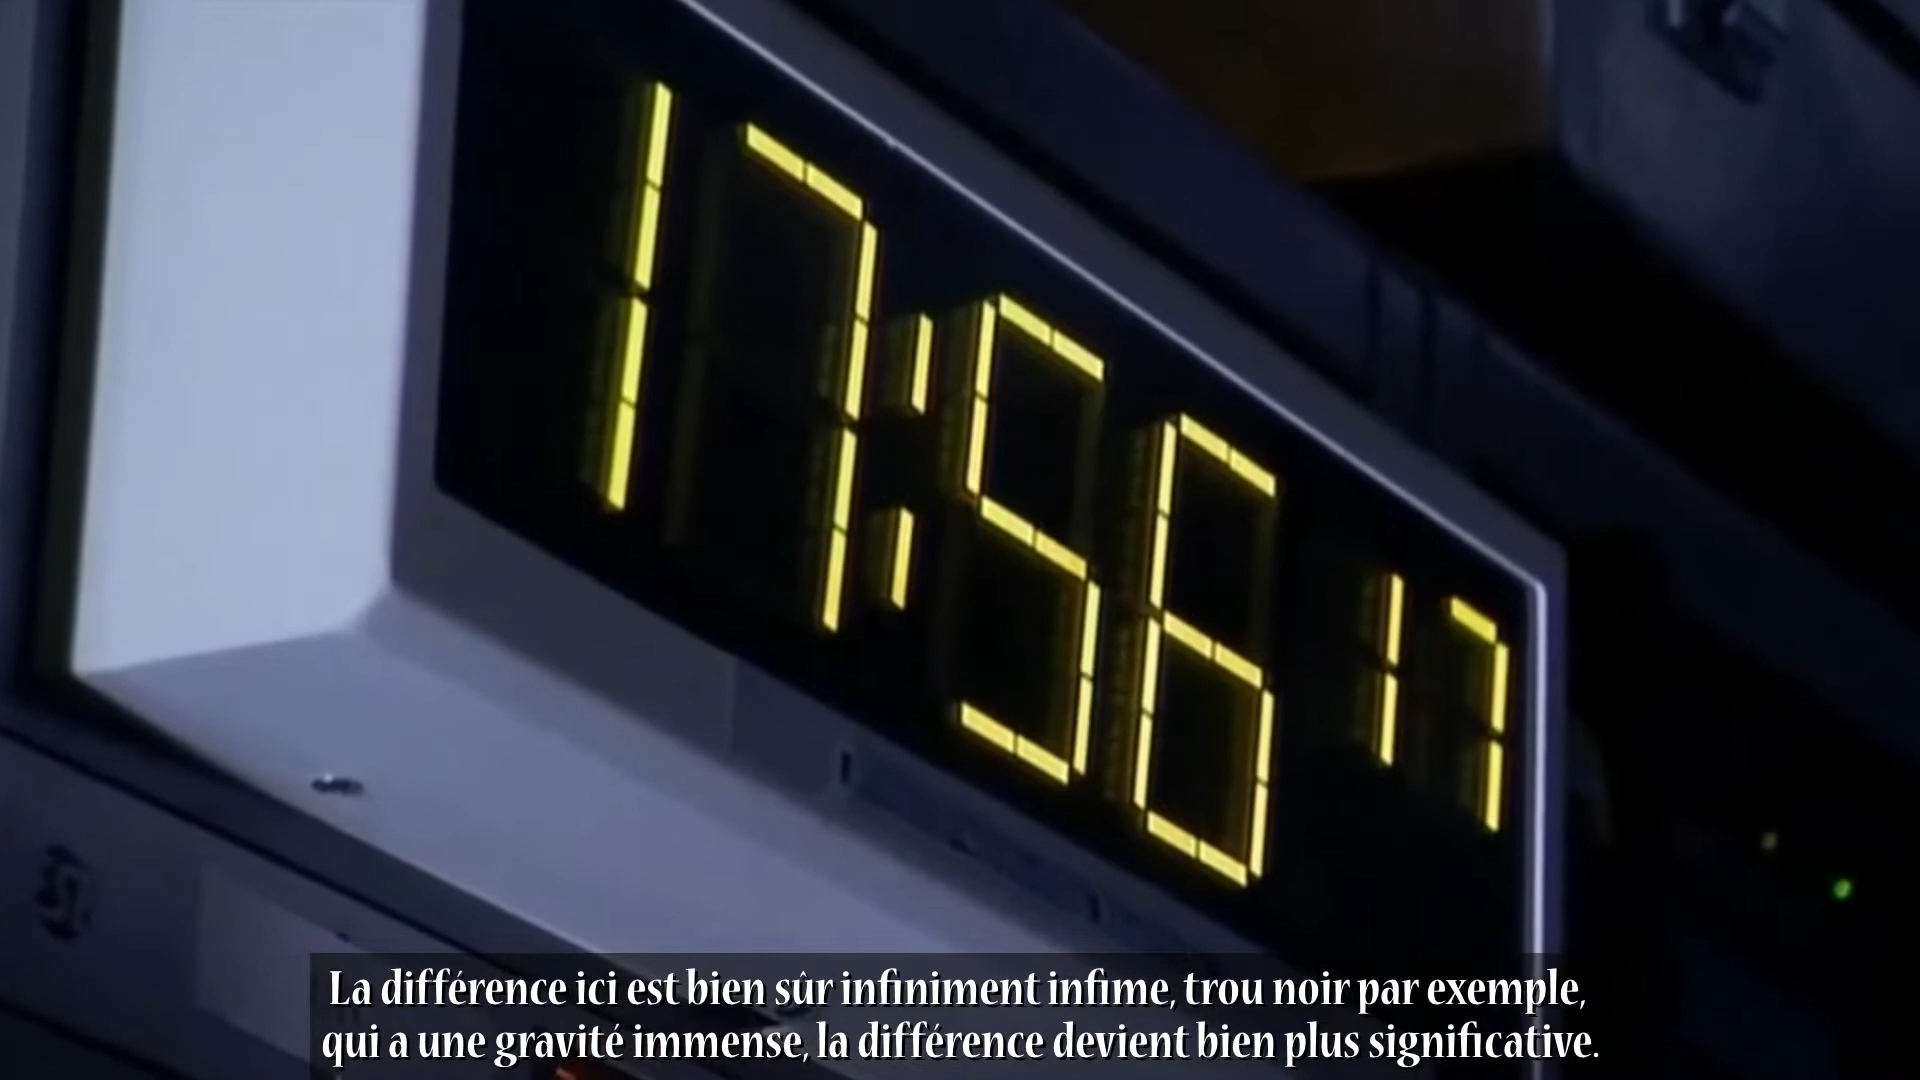 17:56 17
La différence ici est bien sûr infiniment infime, trou noir par exemple,
qui a une gravité immense, la différence devient bien plus significative.